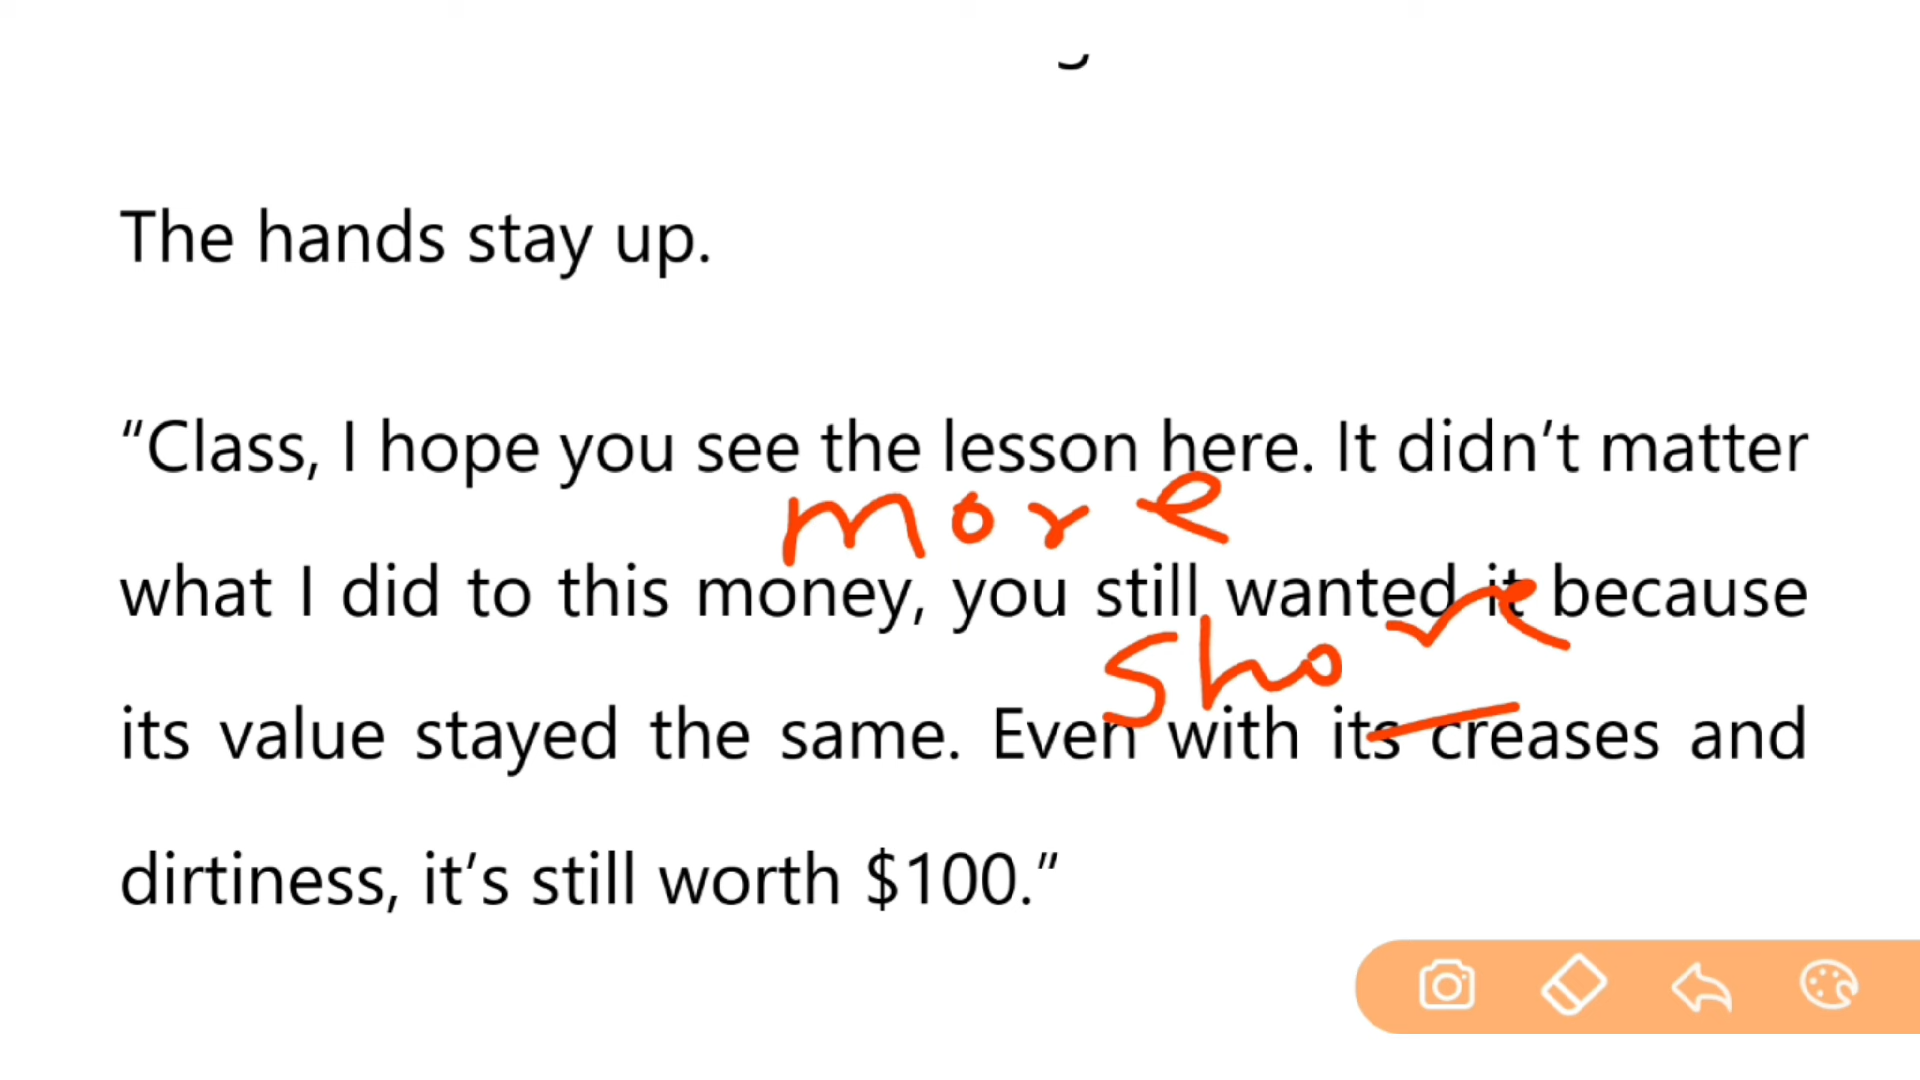 The hands stay up.
“Class, I hope you see the lesson here. It didn’t matter
more
what I did to this money, you still wanted it because
shore
its value stayed the same. Even with its creases and
dirtiness, it’s still worth $100.”